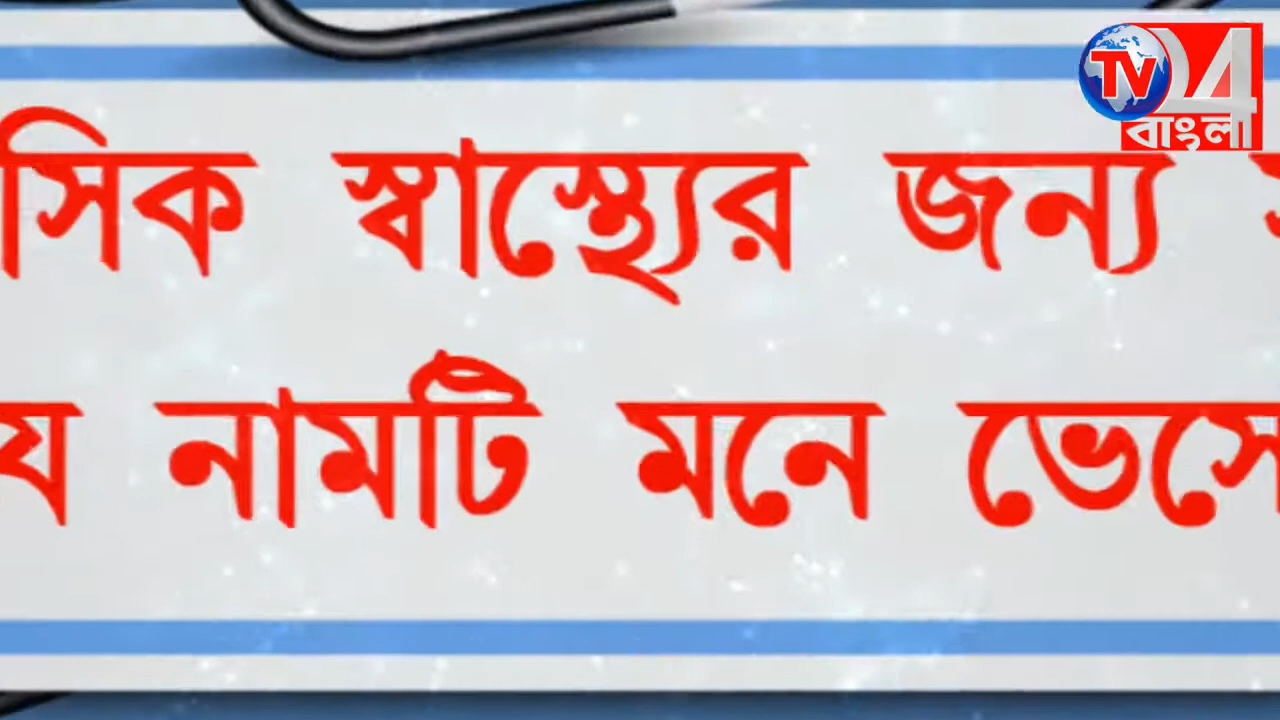 TV 24
বাংলা
সিক স্বাস্থ্যের জন্য
য নামটি মনে ভেসে